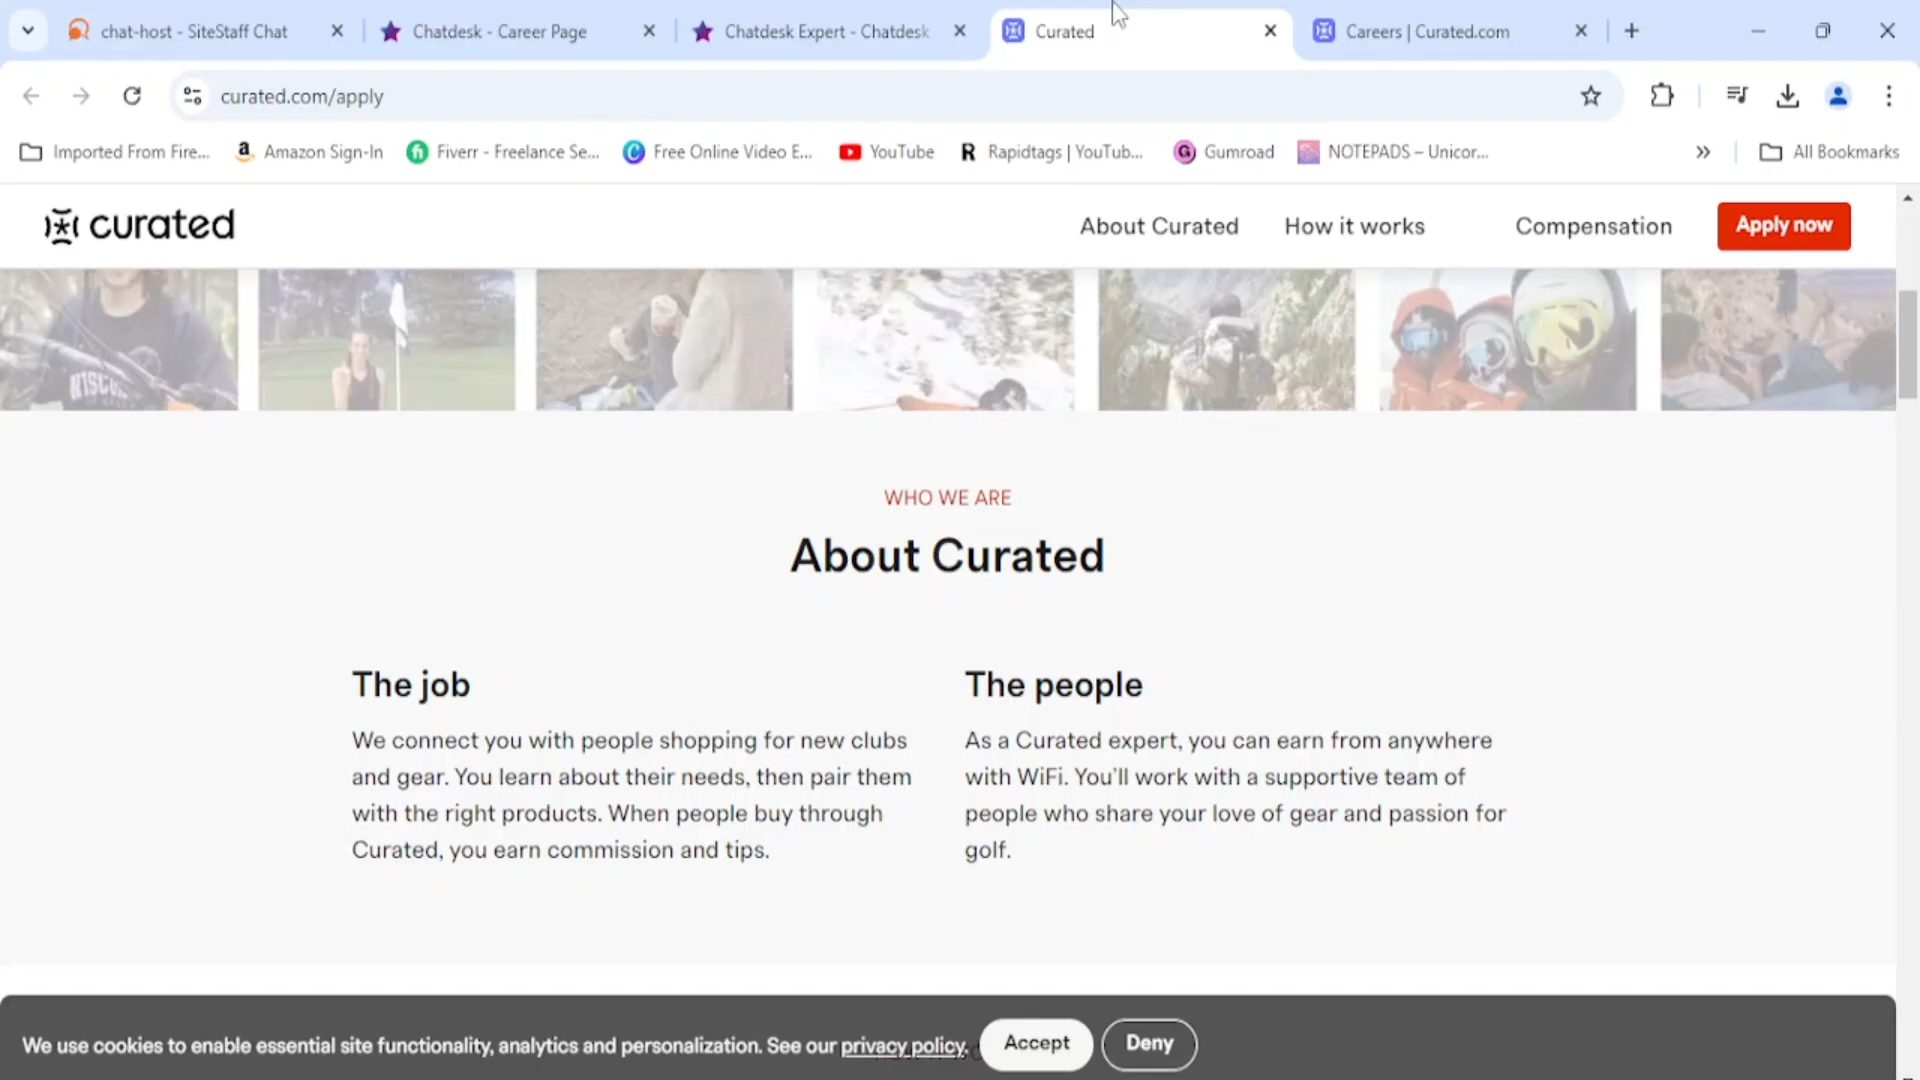 chat-host - SiteStaff Chat
Chatdesk - Career Page
Chatdesk Expert - Chatdesk
Curated
Careers | Curated.com
curated.com/apply
Imported From Fire...
Amazon Sign-In
Fiverr - Freelance Se...
Free Online Video E...
YouTube
Rapidtags | YouTub...
Gumroad
NOTEPADS – Unicor...
All Bookmarks
curated
About Curated
How it works
Compensation
Apply now
WHO WE ARE
About Curated
The job
We connect you with people shopping for new clubs
and gear. You learn about their needs, then pair them
with the right products. When people buy through
Curated, you earn commission and tips.
The people
As a Curated expert, you can earn from anywhere
with WiFi. You'll work with a supportive team of
people who share your love of gear and passion for
golf.
We use cookies to enable essential site functionality, analytics and personalization. See our privacy policy.
Accept
Deny